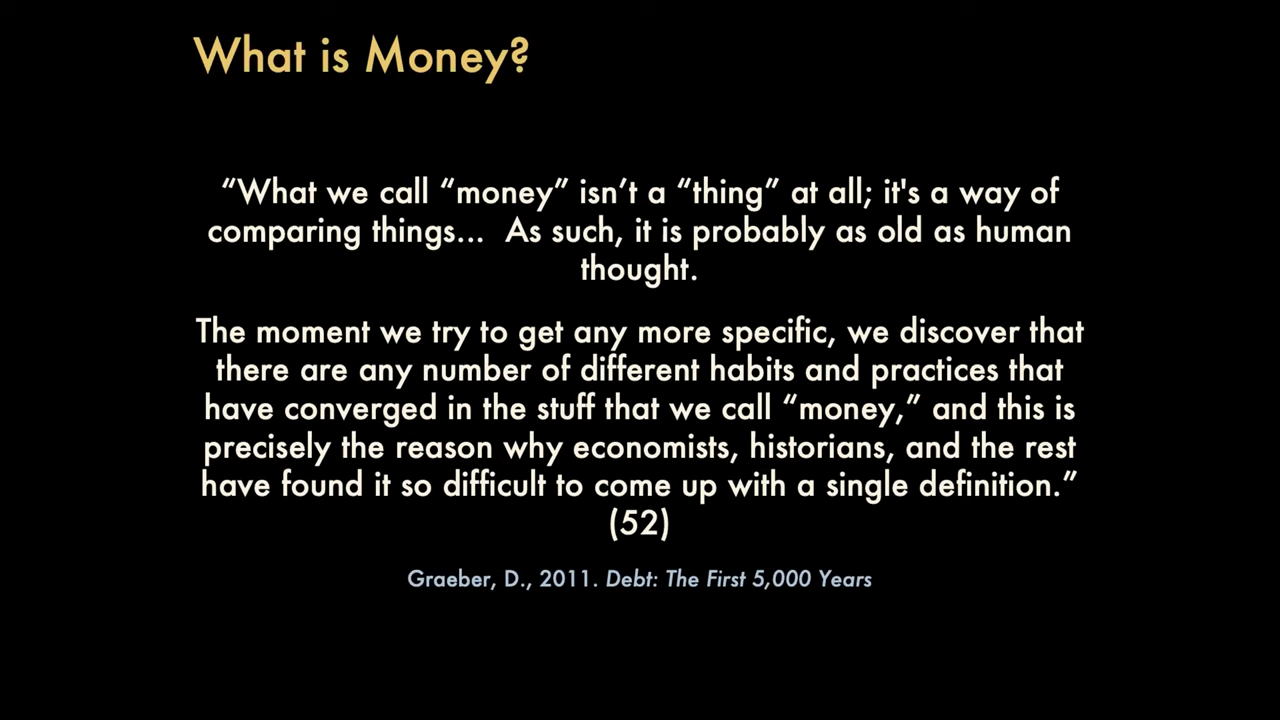 What is Money?
“What we call “money” isn’t a “thing” at all; it's a way of
comparing things...  As such, it is probably as old as human
thought.
The moment we try to get any more specific, we discover that
there are any number of different habits and practices that
have converged in the stuff that we call “money,” and this is
precisely the reason why economists, historians, and the rest
have found it so difficult to come up with a single definition.”
(52)
Graeber, D., 2011. Debt: The First 5,000 Years